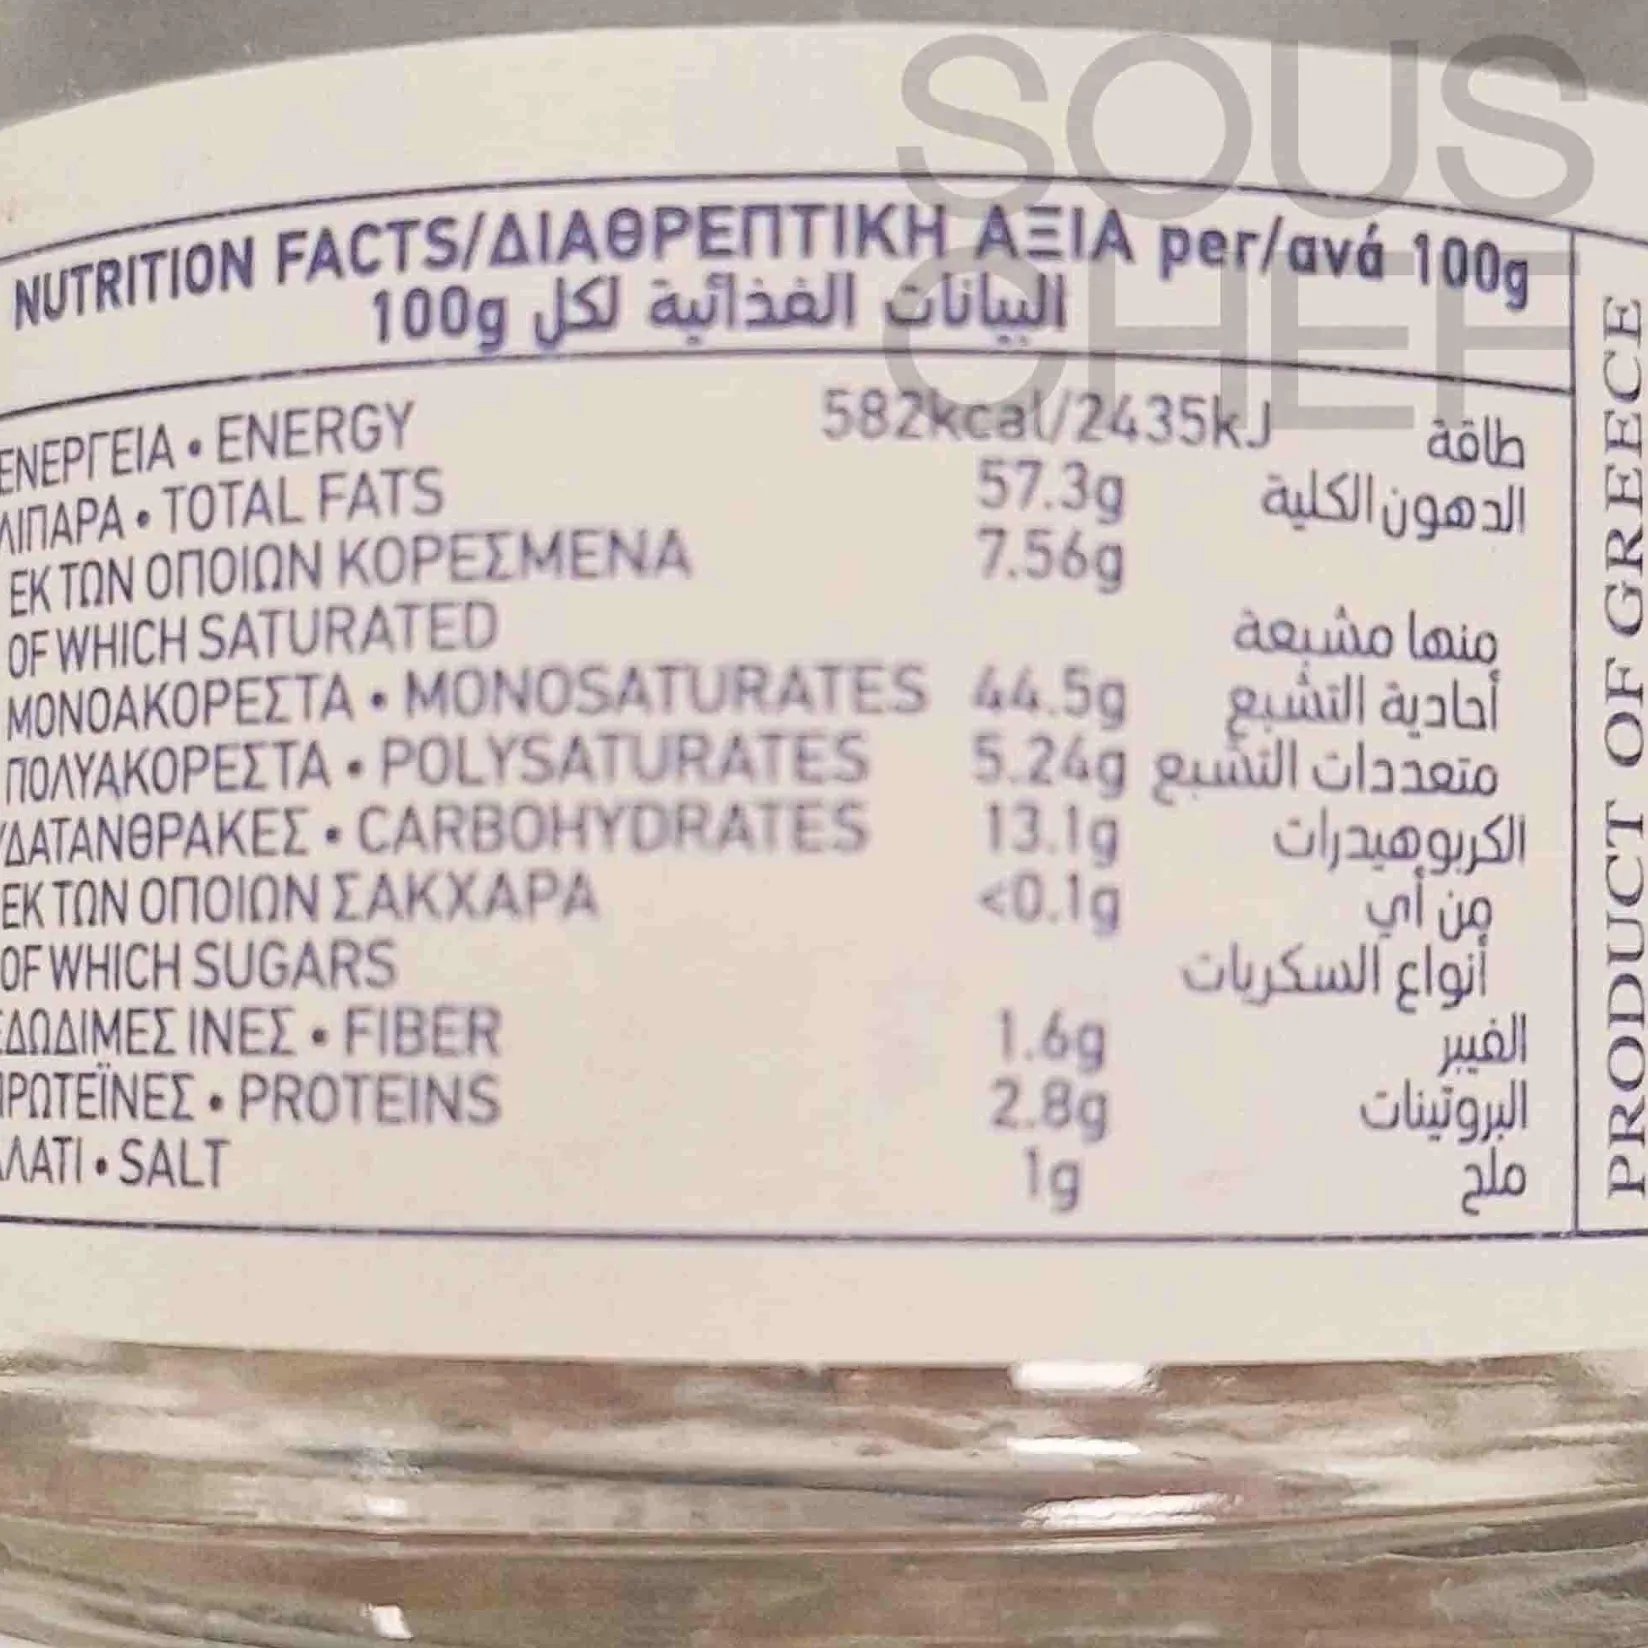 SOUS
CHEF
NUTRITION FACTS/ΔΙΑΘΡΕΠΤΙΚΗ ΑΞΙΑ per/ανά 100g
البيانات الغذائية لكل 100g
ΕΝΕΡΓΕΙΑ • ENERGY 582kcal/2435kJ طاقة
ΛΙΠΑΡΑ • TOTAL FATS 57.3g الدهون الكلية
ΕΚ ΤΩΝ ΟΠΟΙΩΝ ΚΟΡΕΣΜΕΝΑ 7.56g
OF WHICH SATURATED منها مشبعة
ΜΟΝΟΑΚΟΡΕΣΤΑ • MONOSATURATES 44.5g أحادية التشبع
ΠΟΛΥΑΚΟΡΕΣΤΑ • POLYSATURATES 5.24g متعددات التشبع
ΥΔΑΤΑΝΘΡΑΚΕΣ • CARBOHYDRATES 13.1g الكربوهيدرات
ΕΚ ΤΩΝ ΟΠΟΙΩΝ ΣΑΚΧΑΡΑ <0.1g من أي
OF WHICH SUGARS أنواع السكريات
ΕΔΩΔΙΜΕΣ ΙΝΕΣ • FIBER 1.6g الفيبر
ΠΡΩΤΕΪΝΕΣ • PROTEINS 2.8g البروتينات
ΑΛΑΤΙ • SALT 1g ملح
PRODUCT OF GREECE